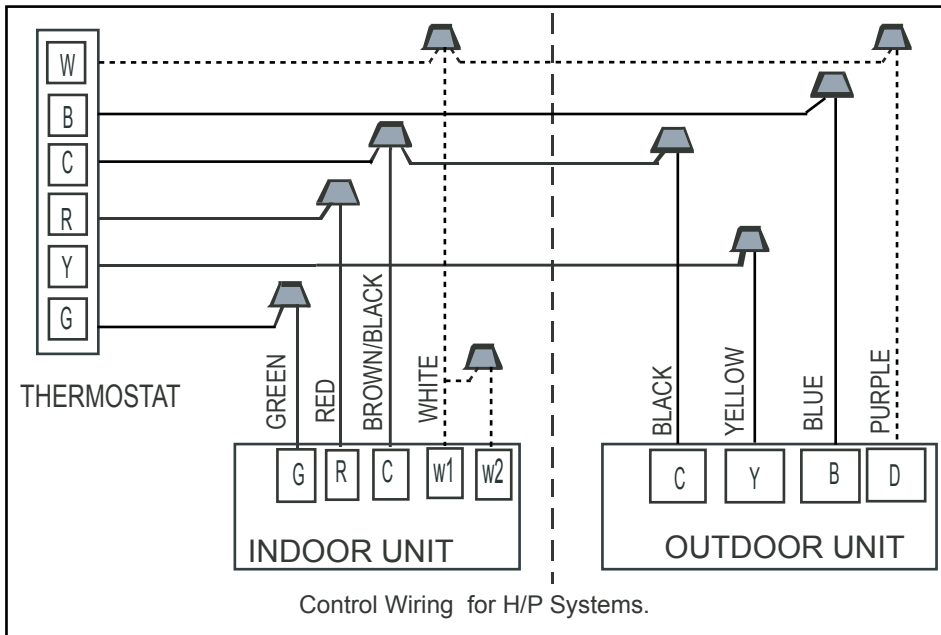 W
B
C
R
Y
G
THERMOSTAT
GREEN
RED
BROWN/BLACK
WHITE
BLACK
YELLOW
BLUE
PURPLE
G R C w1 w2
INDOOR UNIT
C Y B D
OUTDOOR UNIT
Control Wiring for H/P Systems.